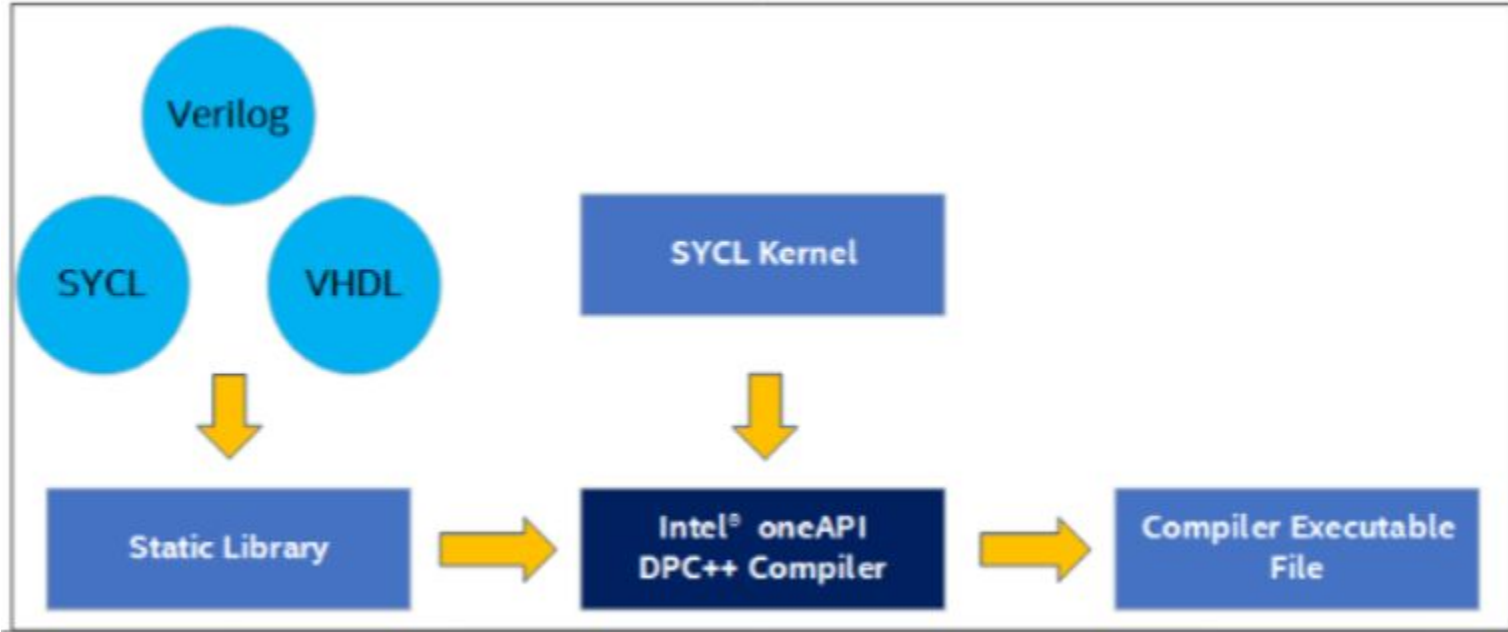 Verilog
SYCL
VHDL
SYCL Kernel
Static Library
Intel® oneAPI
DPC++ Compiler
Compiler Executable
File